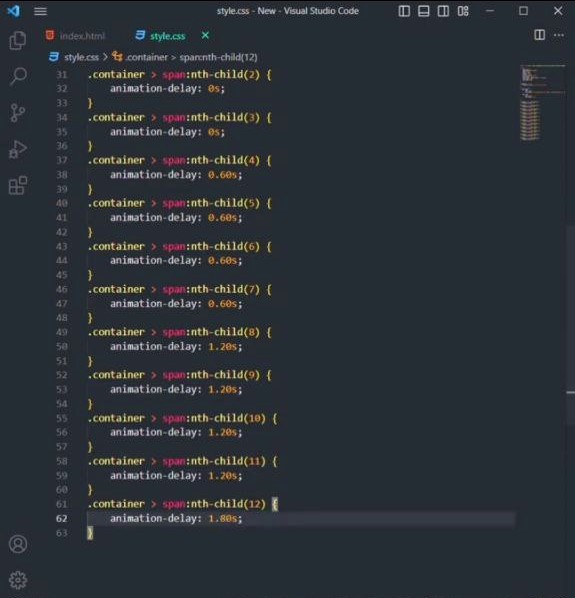 style.css - New - Visual Studio Code
index.html
style.css
style.css > .container > span:nth-child(12)
31 .container > span:nth-child(2) {
32 animation-delay: 0s;
33 }
34 .container > span:nth-child(3) {
35 animation-delay: 0s;
36 }
37 .container > span:nth-child(4) {
38 animation-delay: 0.60s;
39 }
40 .container > span:nth-child(5) {
41 animation-delay: 0.60s;
42 }
43 .container > span:nth-child(6) {
44 animation-delay: 0.60s;
45 }
46 .container > span:nth-child(7) {
47 animation-delay: 0.60s;
48 }
49 .container > span:nth-child(8) {
50 animation-delay: 1.20s;
51 }
52 .container > span:nth-child(9) {
53 animation-delay: 1.20s;
54 }
55 .container > span:nth-child(10) {
56 animation-delay: 1.20s;
57 }
58 .container > span:nth-child(11) {
59 animation-delay: 1.20s;
60 }
61 .container > span:nth-child(12) {
62 animation-delay: 1.80s;
63 }